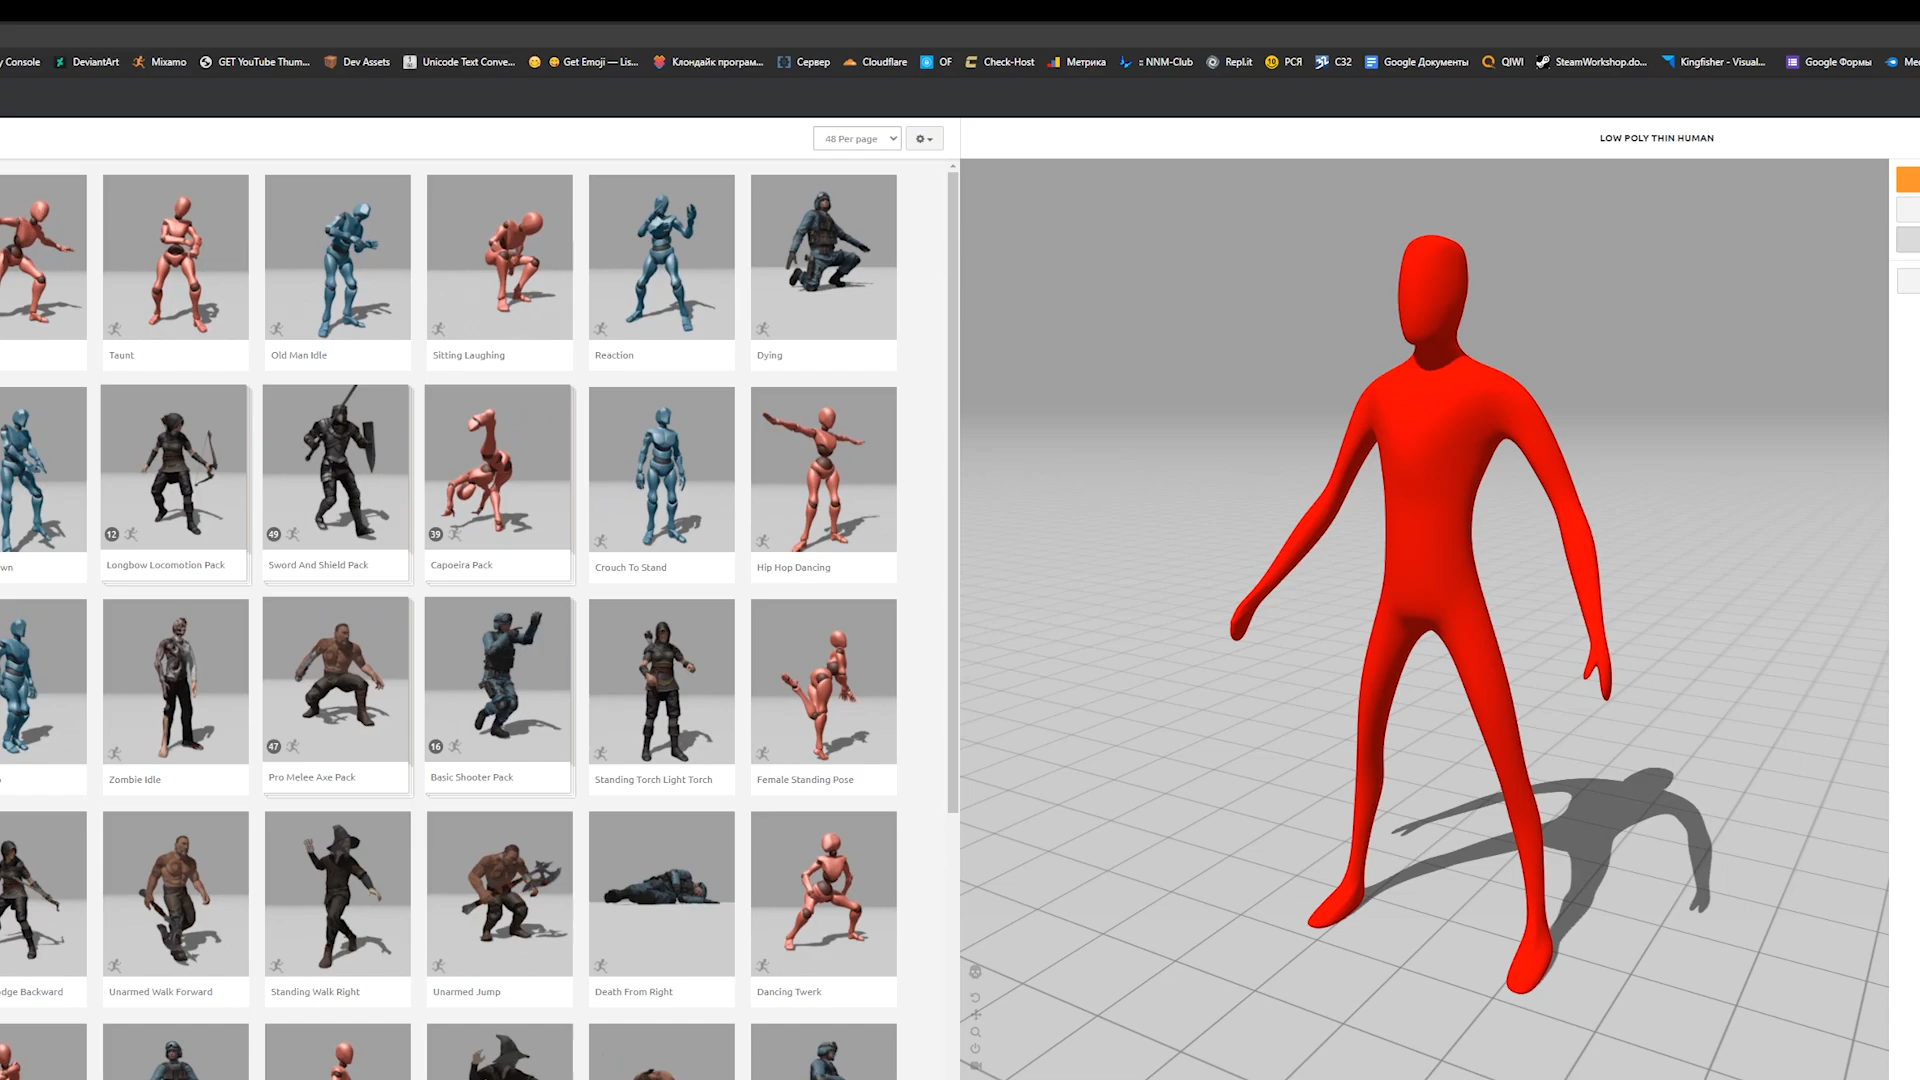 y Console DeviantArt Mixamo GET YouTube Thum... Dev Assets Unicode Text Conve... Get Emoji — Lis... Клондайк програм... Сервер Cloudflare OF Check-Host Метрика :: NNM-Club Repl.it 10 РСЯ C32 Google Документы QIWI SteamWorkshop.do... Kingfisher - Visual... Google Формы Мес
48 Per page
LOW POLY THIN HUMAN
Taunt Old Man Idle Sitting Laughing Reaction Dying
12 49 39
wn Longbow Locomotion Pack Sword And Shield Pack Capoeira Pack Crouch To Stand Hip Hop Dancing
47 16
Zombie Idle Pro Melee Axe Pack Basic Shooter Pack Standing Torch Light Torch Female Standing Pose
dge Backward Unarmed Walk Forward Standing Walk Right Unarmed Jump Death From Right Dancing Twerk